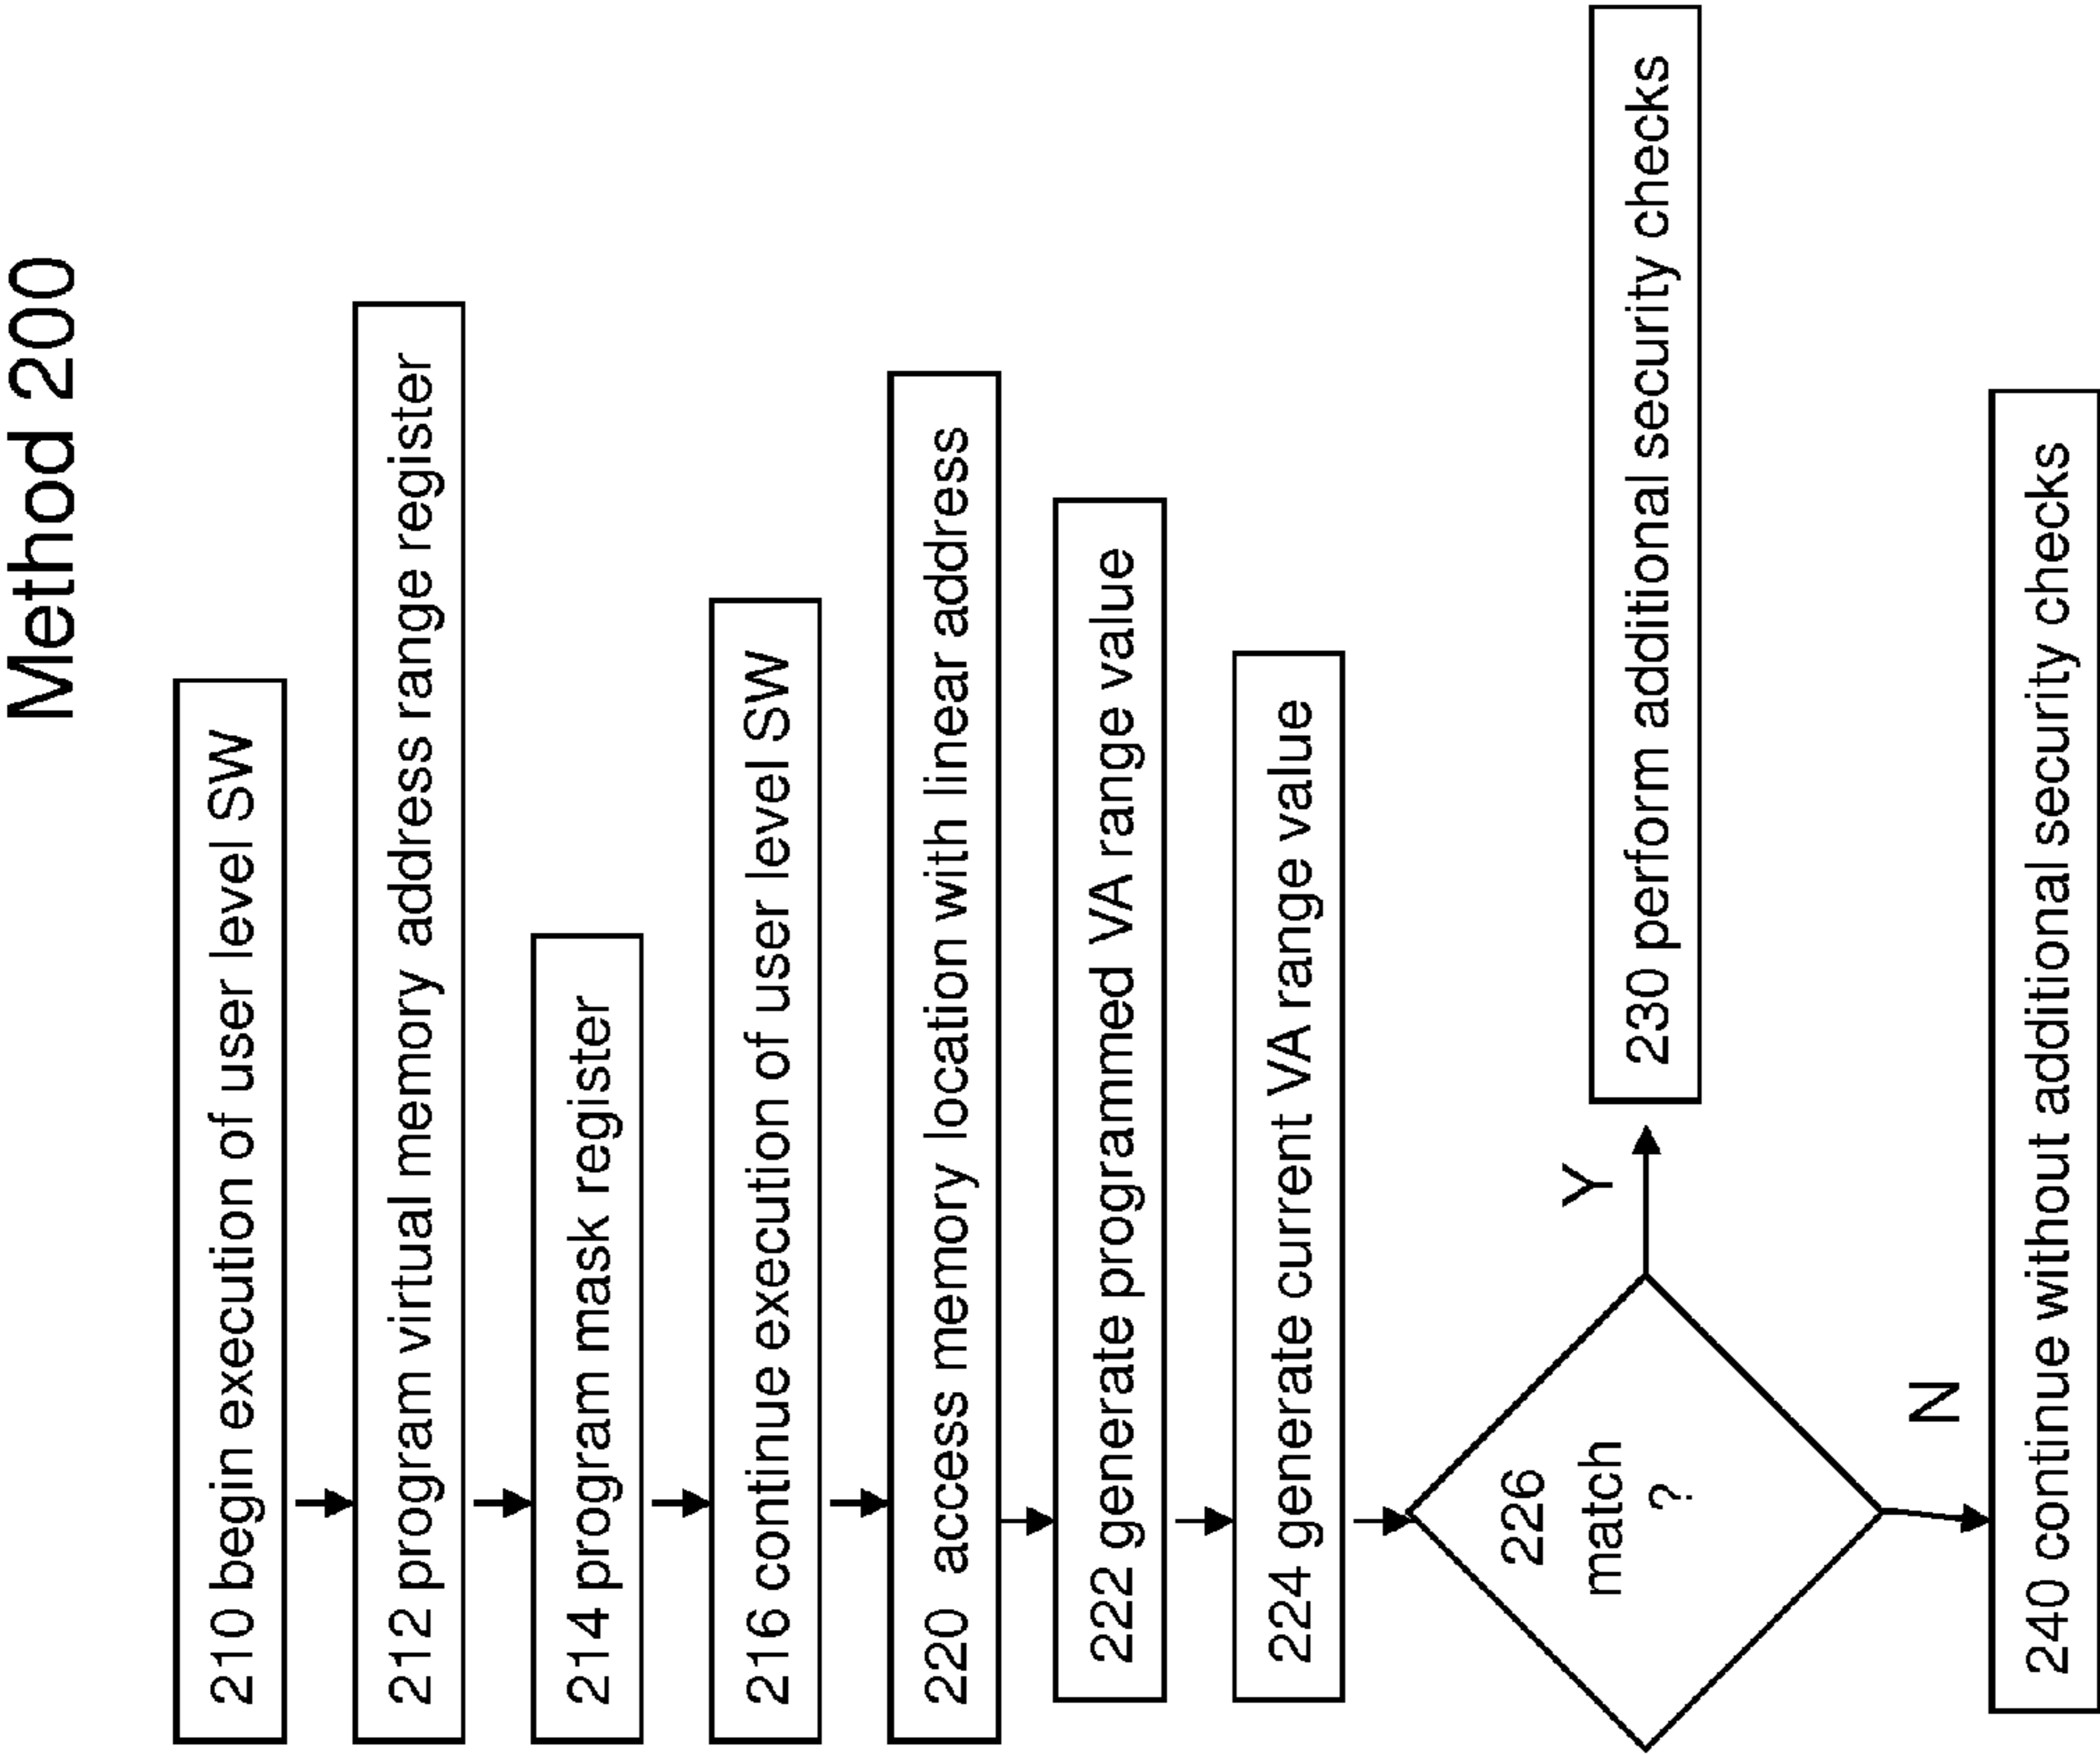 Method 200
210 begin execution of user level SW
212 program virtual memory address range register
214 program mask register
216 continue execution of user level SW
220 access memory location with linear address
222 generate programmed VA range value
224 generate current VA range value
226
match
?
Y
230 perform additional security checks
N
240 continue without additional security checks